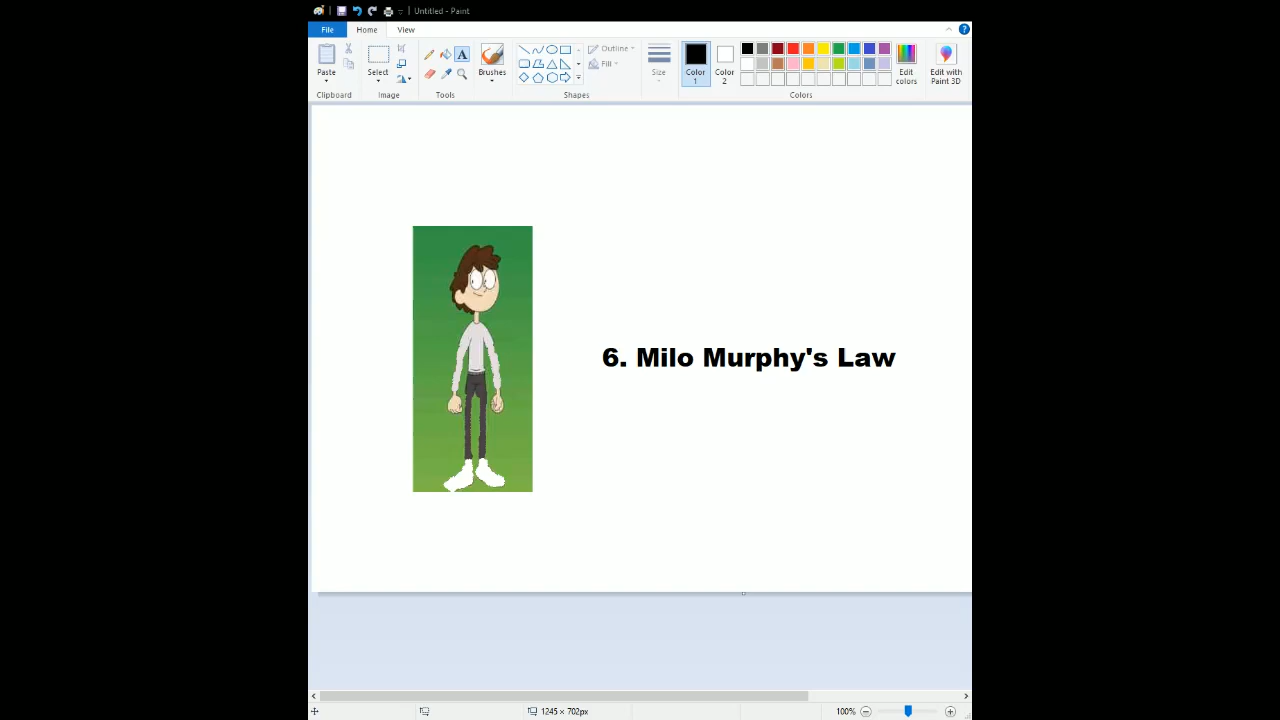 Untitled - Paint
File Home View
Paste
Select
A
Brushes
Outline
Fill
Size
Color 1
Color 2
Edit colors
Edit with Paint 3D
Clipboard
Image
Tools
Shapes
Colors
6. Milo Murphy's Law
1245 × 702px
100%